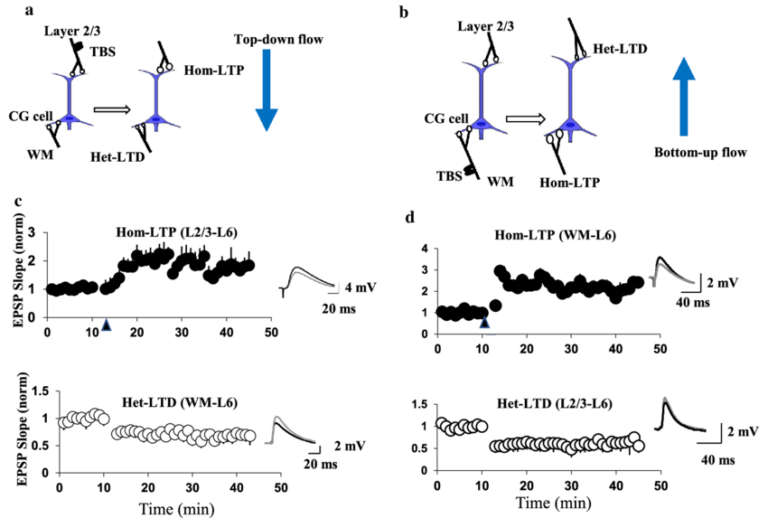 a
Layer 2/3
TBS
Top-down flow
Hom-LTP
CG cell
WM
Het-LTD
b
Layer 2/3
Het-LTD
CG cell
TBS
WM
Hom-LTP
Bottom-up flow
c
Hom-LTP (L2/3-L6)
EPSP Slope (norm)
3
2
1
0
0 10 20 30 40 50
4 mV
20 ms
Het-LTD (WM-L6)
EPSP Slope (norm)
1.5
1
0.5
0
0 10 20 30 40 50
2 mV
20 ms
Time (min)
d
Hom-LTP (WM-L6)
4
3
2
1
0
0 10 20 30 40 50
2 mV
40 ms
Het-LTD (L2/3-L6)
1.5
1
0.5
0
0 10 20 30 40 50
2 mV
40 ms
Time (min)